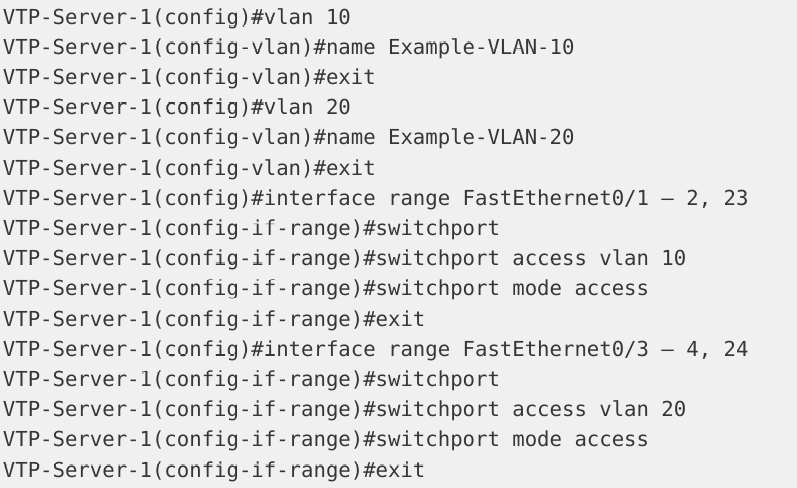 VTP-Server-1(config)#vlan 10
VTP-Server-1(config-vlan)#name Example-VLAN-10
VTP-Server-1(config-vlan)#exit
VTP-Server-1(config)#vlan 20
VTP-Server-1(config-vlan)#name Example-VLAN-20
VTP-Server-1(config-vlan)#exit
VTP-Server-1(config)#interface range FastEthernet0/1 – 2, 23
VTP-Server-1(config-if-range)#switchport
VTP-Server-1(config-if-range)#switchport access vlan 10
VTP-Server-1(config-if-range)#switchport mode access
VTP-Server-1(config-if-range)#exit
VTP-Server-1(config)#interface range FastEthernet0/3 – 4, 24
VTP-Server-1(config-if-range)#switchport
VTP-Server-1(config-if-range)#switchport access vlan 20
VTP-Server-1(config-if-range)#switchport mode access
VTP-Server-1(config-if-range)#exit